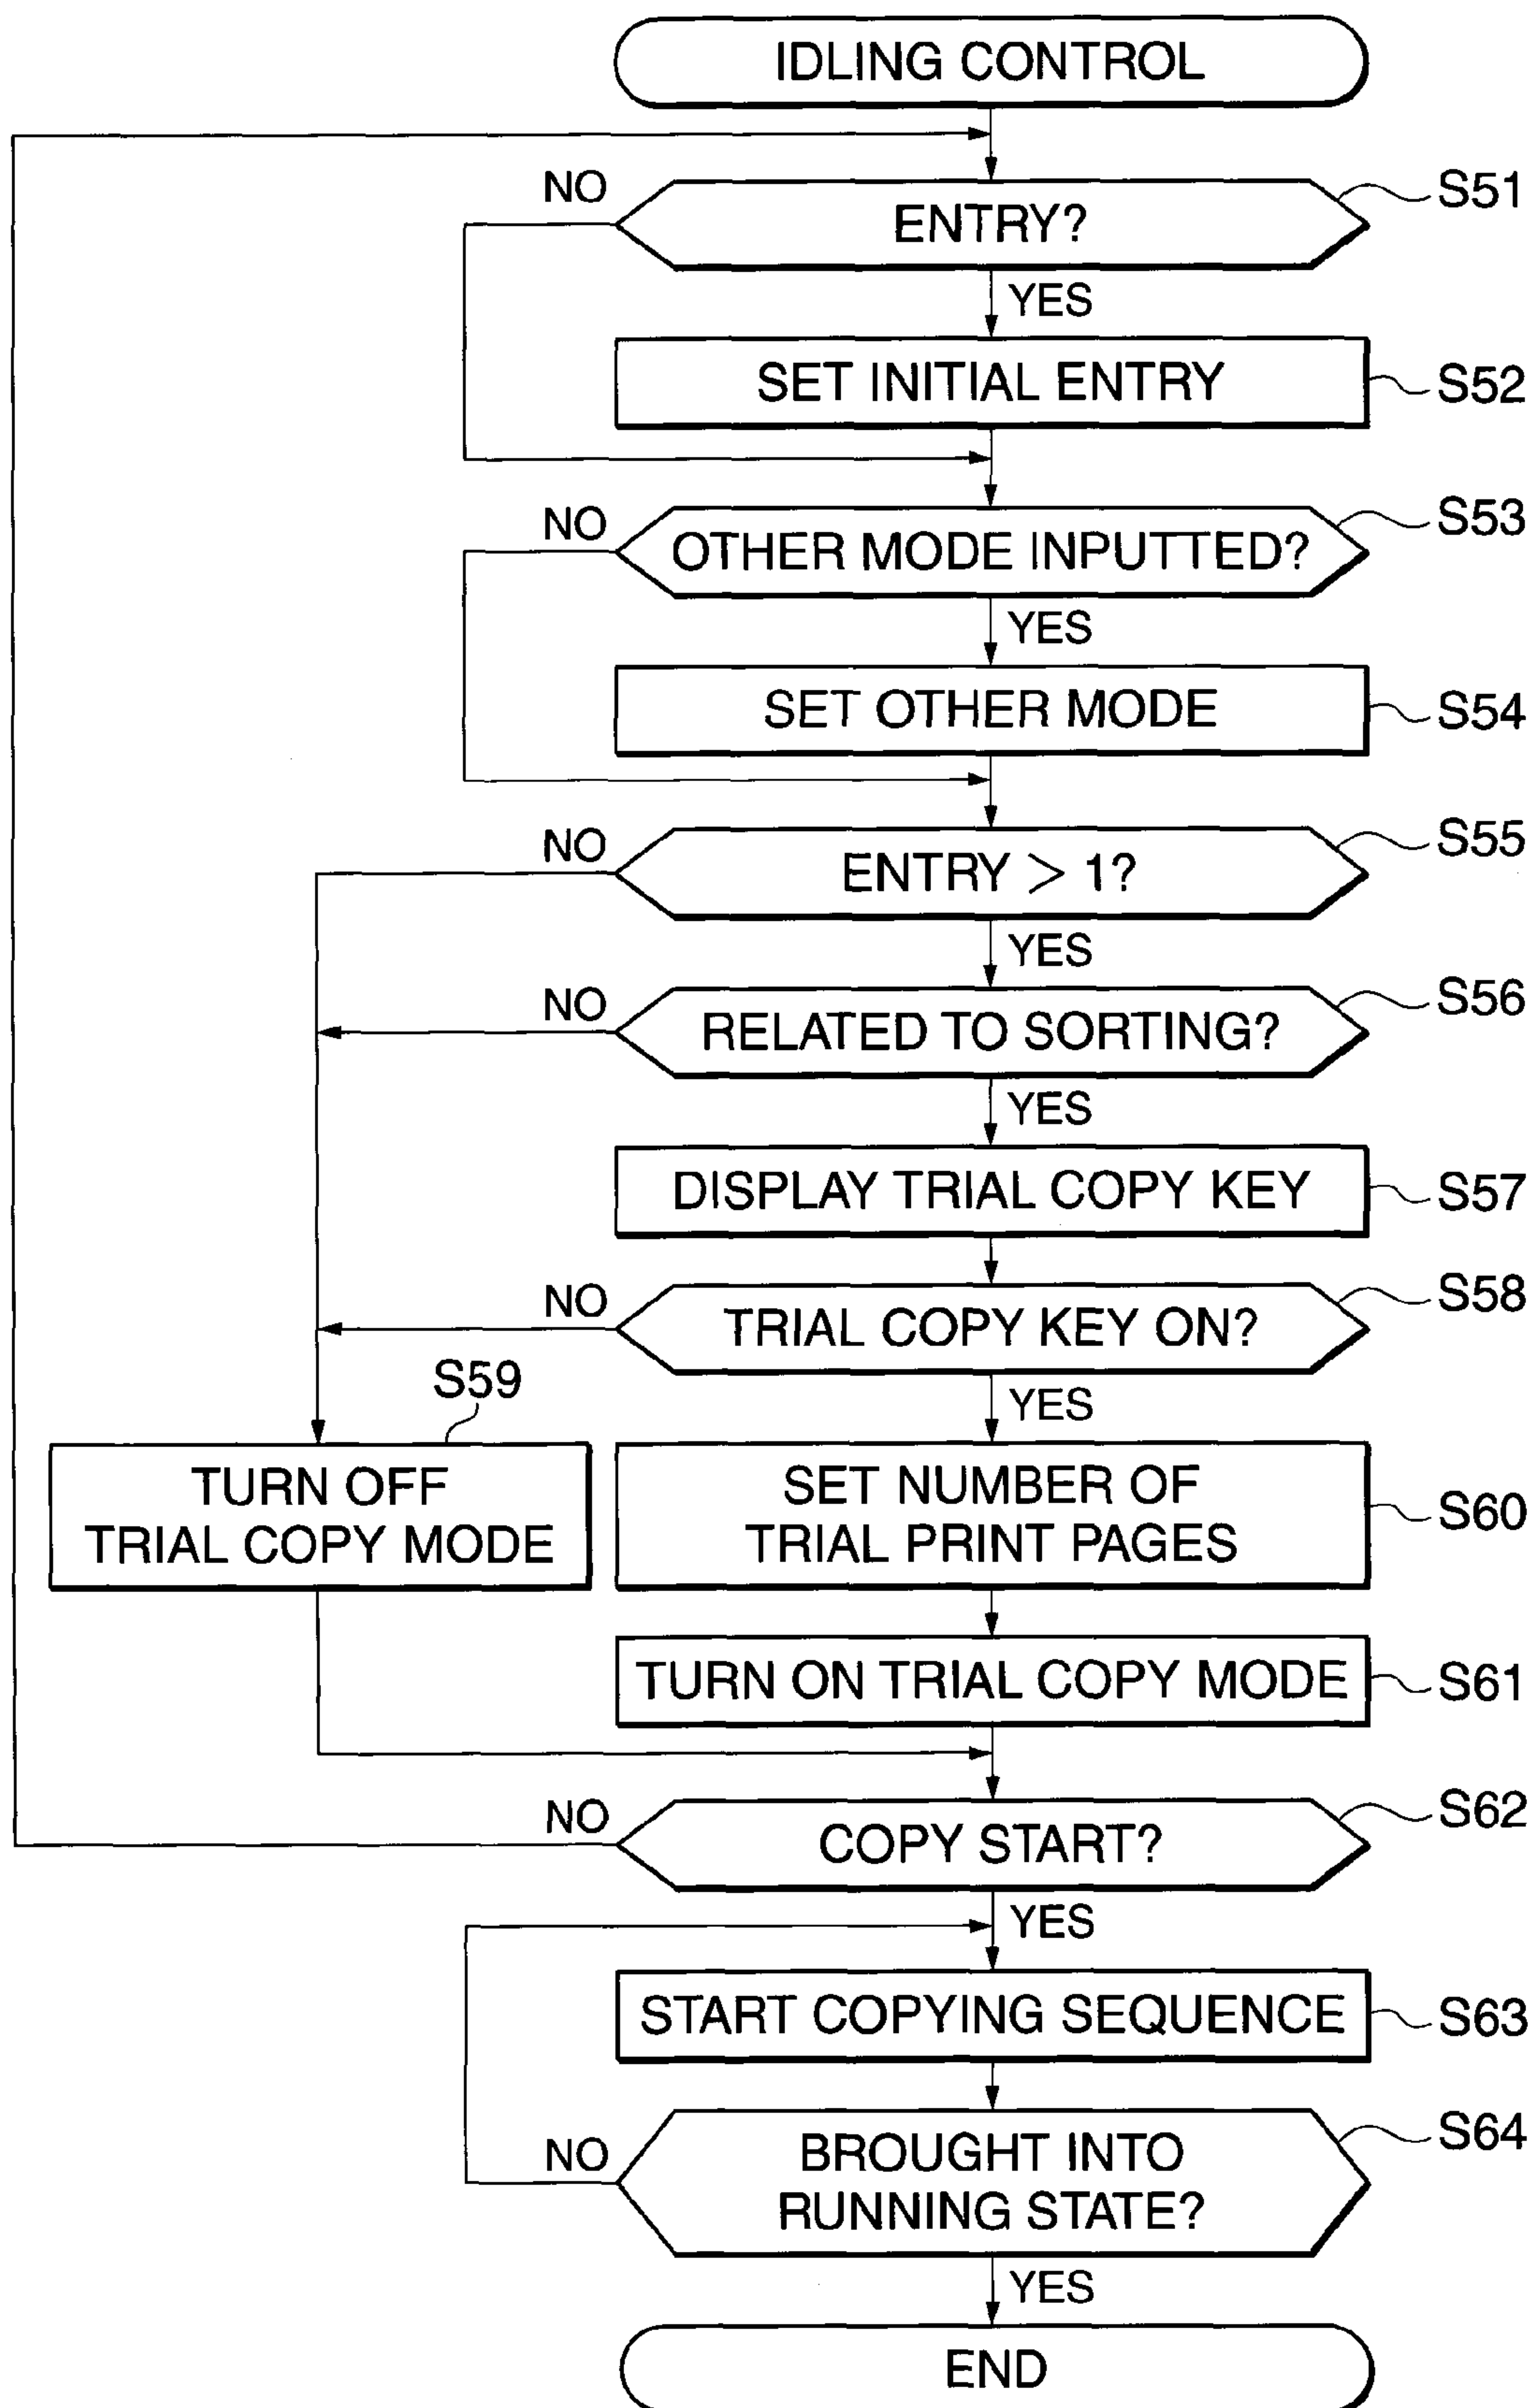 IDLING CONTROL
NO
S51
ENTRY?
YES
SET INITIAL ENTRY
S52
NO
S53
OTHER MODE INPUTTED?
YES
SET OTHER MODE
S54
NO
S55
ENTRY > 1?
YES
NO
S56
RELATED TO SORTING?
YES
DISPLAY TRIAL COPY KEY
S57
NO
S58
TRIAL COPY KEY ON?
YES
S59
TURN OFF
TRIAL COPY MODE
SET NUMBER OF
TRIAL PRINT PAGES
S60
TURN ON TRIAL COPY MODE
S61
NO
S62
COPY START?
YES
START COPYING SEQUENCE
S63
NO
S64
BROUGHT INTO
RUNNING STATE?
YES
END